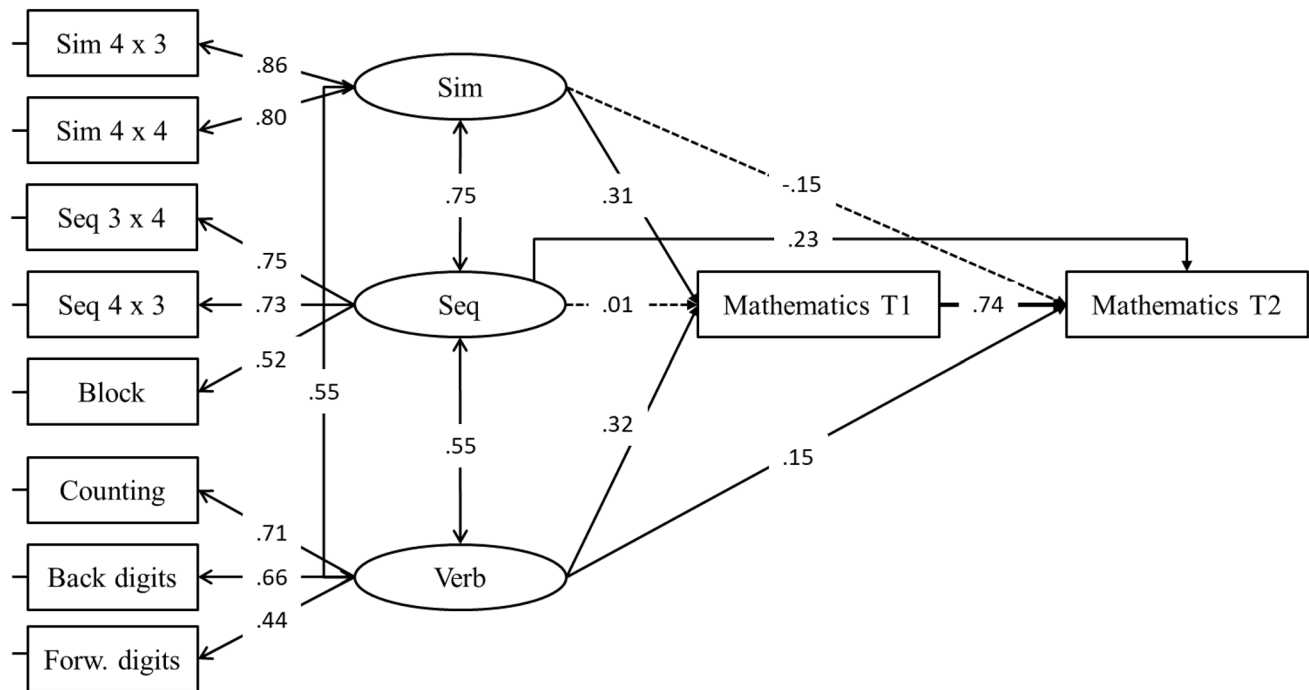 Sim 4 x 3
.86
Sim
Sim 4 x 4
.80
Seq 3 x 4
.75
.31
-.15
.23
.75
Seq 4 x 3
.73
Seq
.01
Mathematics T1
.74
Mathematics T2
.52
Block
.55
.55
.32
.15
Counting
.71
Back digits
.66
Verb
.44
Forw. digits